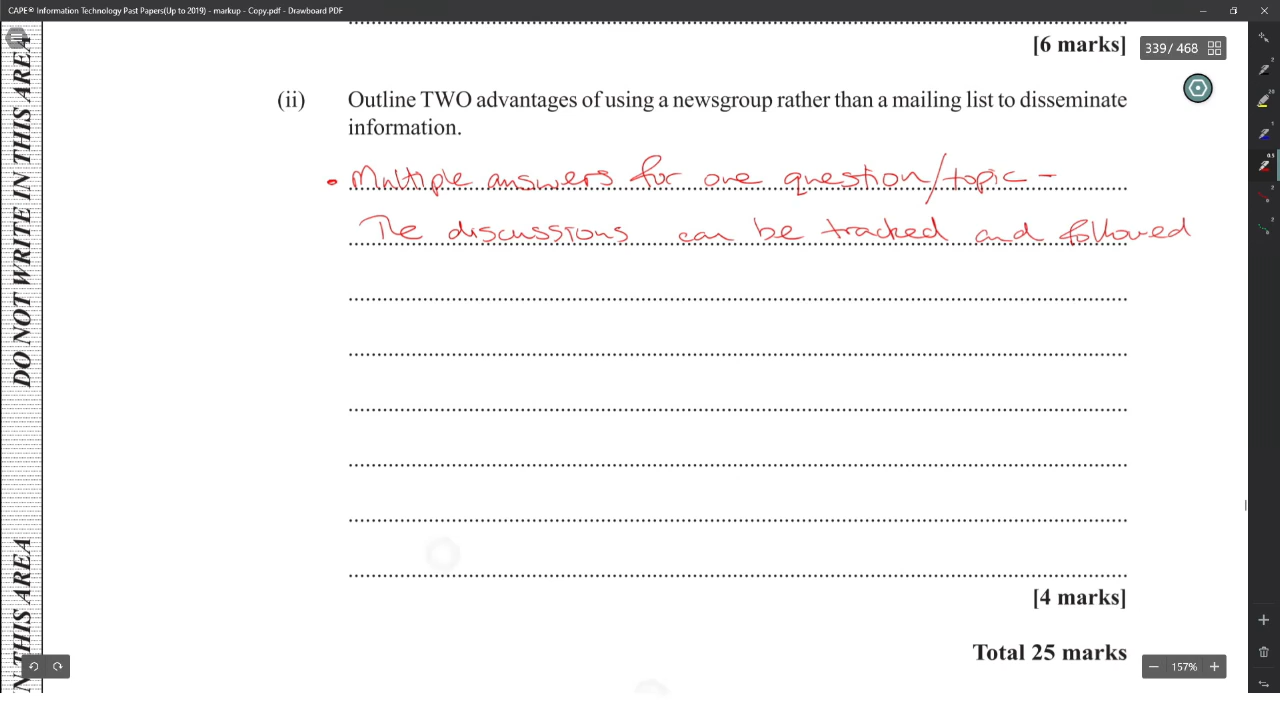 CAPE® Information Technology Past Papers(Up to 2019) - markup - Copy.pdf - Drawboard PDF
[6 marks]
339 / 468
(ii) Outline TWO advantages of using a newsgroup rather than a mailing list to disseminate
information.
• Multiple answers for one question/topic -
The discussions can be tracked and followed
[4 marks]
Total 25 marks
157%
DO NOT WRITE IN THIS AREA
N THIS AREA